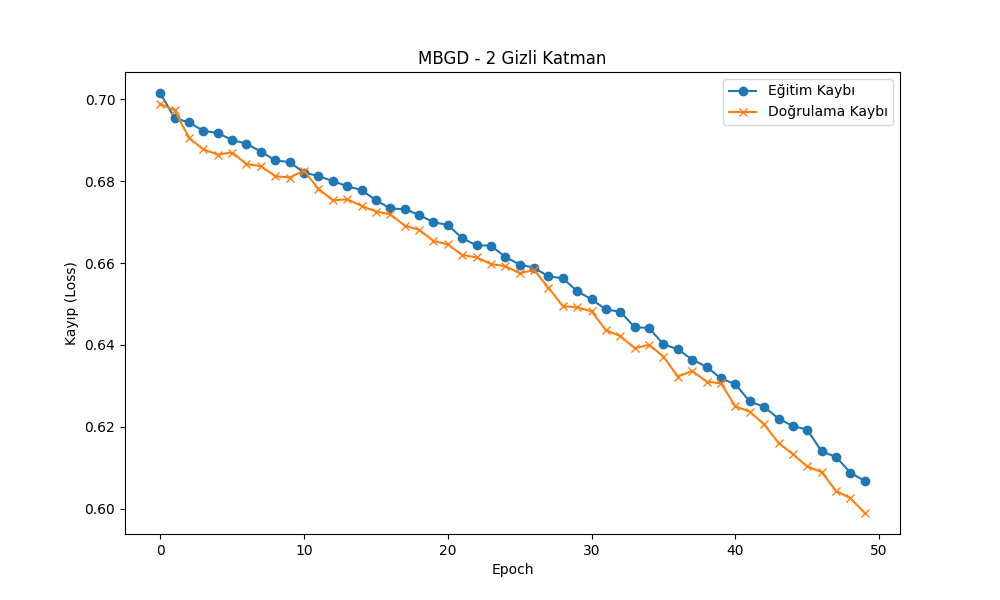 MBGD - 2 Gizli Katman
Eğitim Kaybı
Doğrulama Kaybı
Kayıp (Loss)
0.70
0.68
0.66
0.64
0.62
0.60
0
10
20
30
40
50
Epoch